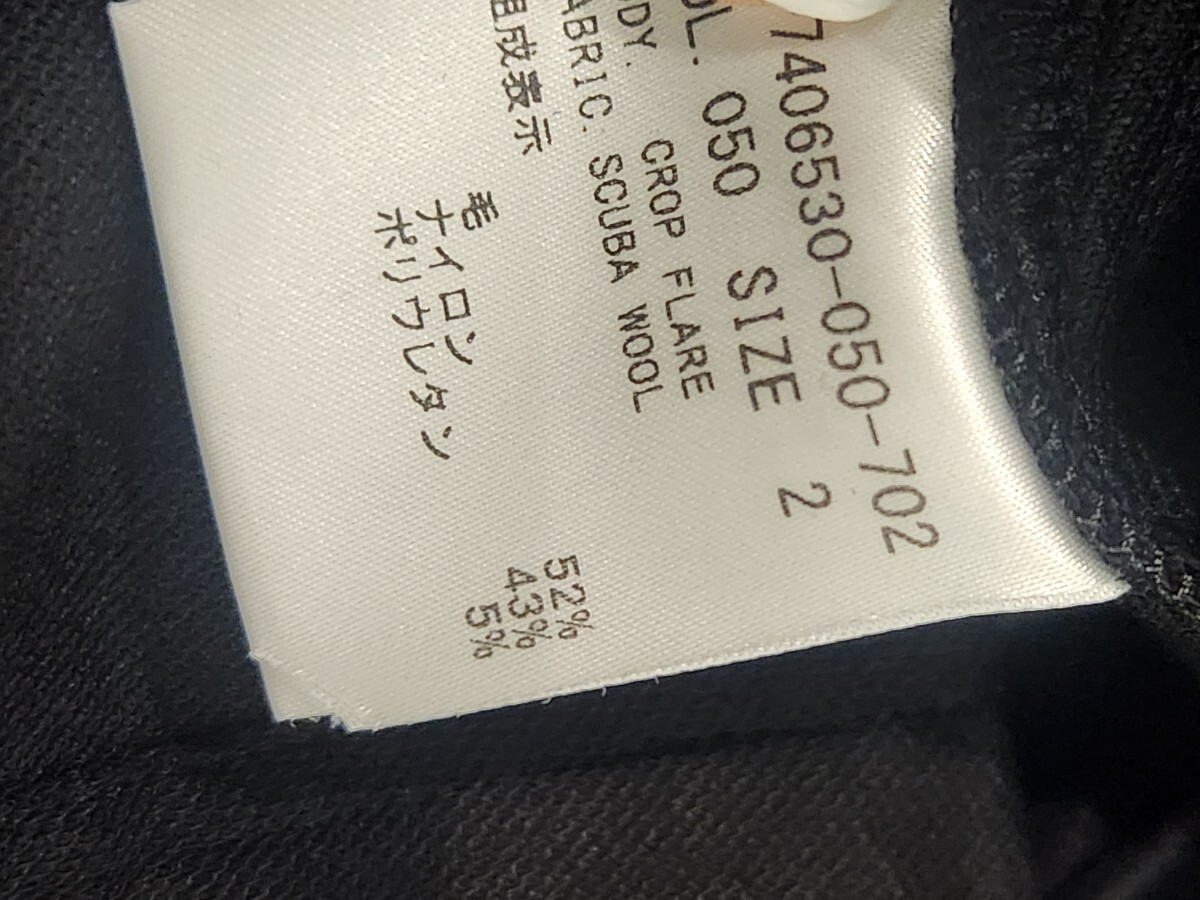 7406530-050-702
OL. 050 SIZE 2
DY. CROP FLARE
ABRIC. SCUBA WOOL
組成表示
毛 52%
ナイロン 43%
ポリウレタン 5%